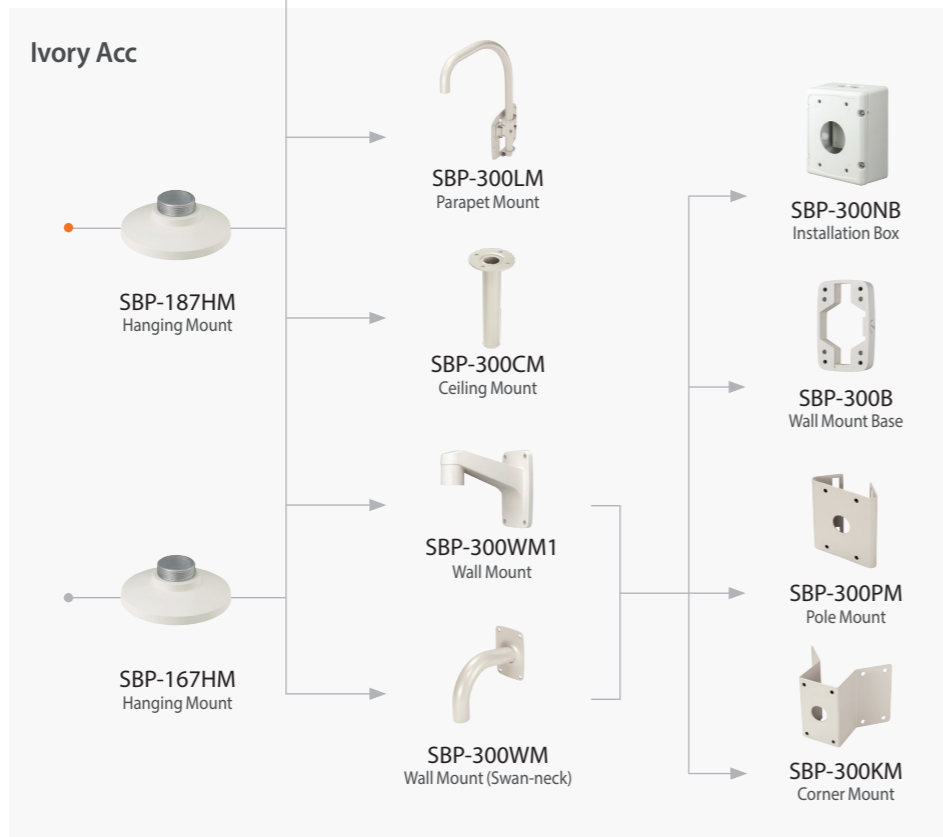 Ivory Acc
SBP-187HM
Hanging Mount
SBP-167HM
Hanging Mount
SBP-300LM
Parapet Mount
SBP-300CM
Ceiling Mount
SBP-300WM1
Wall Mount
SBP-300WM
Wall Mount (Swan-neck)
SBP-300NB
Installation Box
SBP-300B
Wall Mount Base
SBP-300PM
Pole Mount
SBP-300KM
Corner Mount